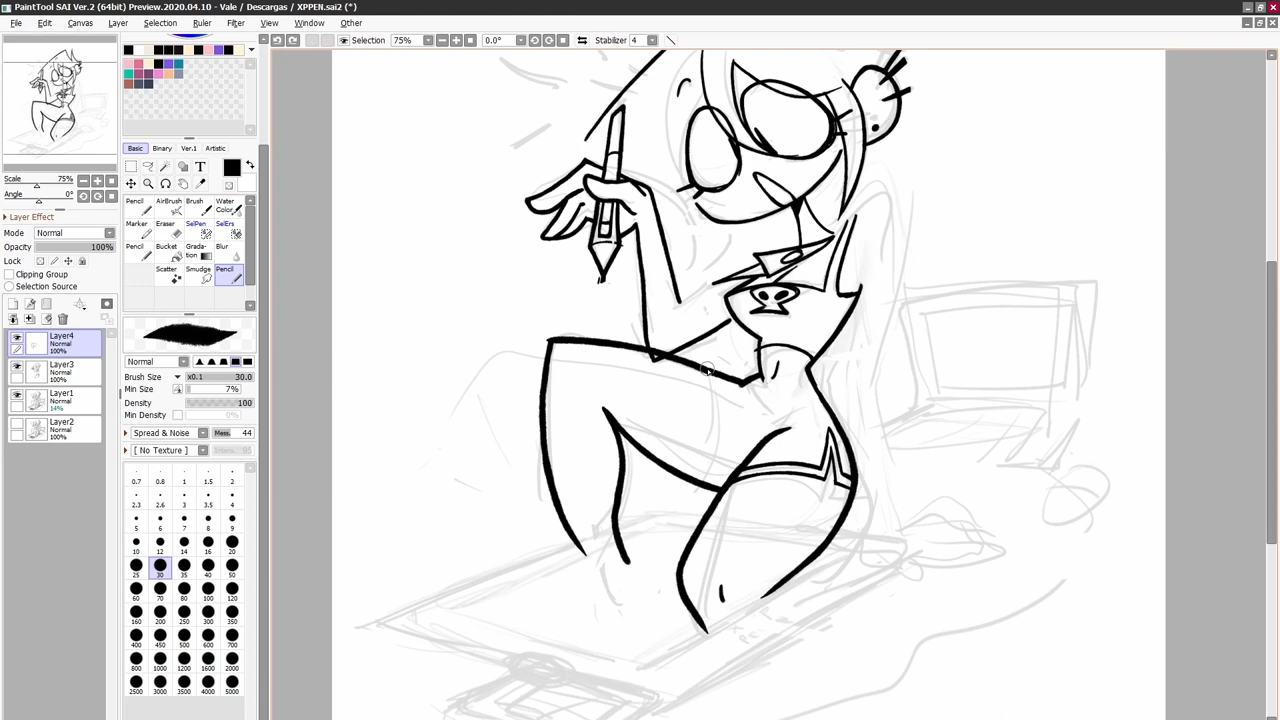 PaintTool SAI Ver.2 (64bit) Preview.2020.04.10 - Vale / Descargas / XPPEN.sai2 (*)
File Edit Canvas Layer Selection Ruler Filter View Window Other
Selection 75% 0.0° Stabilizer 4
Basic Binary Ver.1 Artistic
T
Scale 75%
Angle 0°
Layer Effect
Mode Normal
Opacity 100%
Lock
Clipping Group
Selection Source
Layer4
Normal
100%
Layer3
Normal
100%
Layer1
Normal
14%
Layer2
Normal
100%
Pencil AirBrush Brush Water Color
Marker Eraser SelPen SelErs
Pencil Bucket Grada-tion Blur
Scatter Smudge Pencil
Normal
Brush Size x0.1 30.0
Min Size 7%
Density 100
Min Density 0%
Spread & Noise Mass. 44
[ No Texture ] 95
0.7 0.8 1 1.5 2
2.3 2.6 3 3.5 4
5 6 7 8 9
10 12 14 16 20
25 30 35 40 50
60 70 80 100 120
160 200 250 300 350
400 450 500 600 700
800 1000 1200 1600 2000
2500 3000 3500 4000 5000